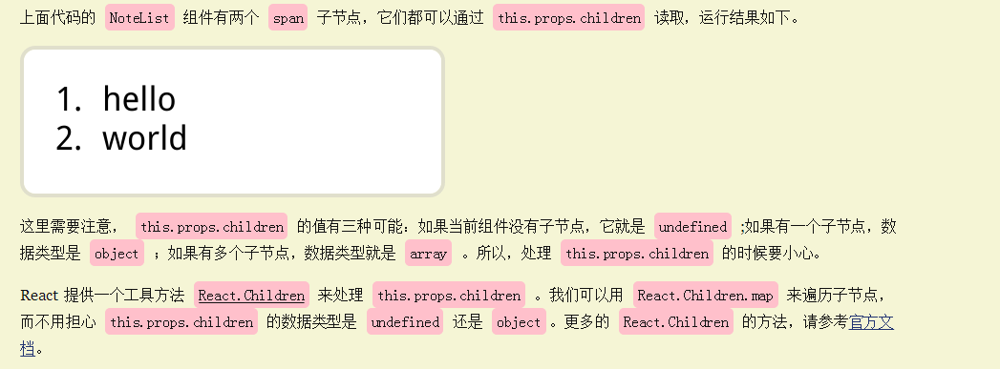 上面代码的 NoteList 组件有两个 span 子节点，它们都可以通过 this.props.children 读取，运行结果如下。
1. hello
2. world
这里需要注意， this.props.children 的值有三种可能：如果当前组件没有子节点，它就是 undefined ;如果有一个子节点，数
据类型是 object ；如果有多个子节点，数据类型就是 array 。所以，处理 this.props.children 的时候要小心。
React 提供一个工具方法 React.Children 来处理 this.props.children 。我们可以用 React.Children.map 来遍历子节点，
而不用担心 this.props.children 的数据类型是 undefined 还是 object。更多的 React.Children 的方法，请参考官方文
档。